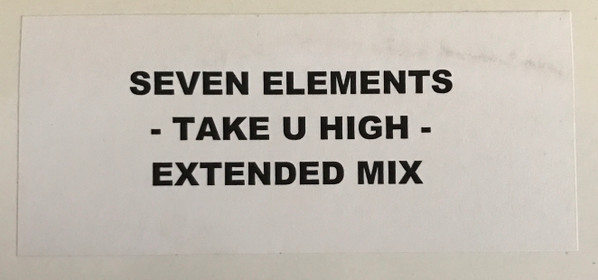 SEVEN ELEMENTS
- TAKE U HIGH -
EXTENDED MIX